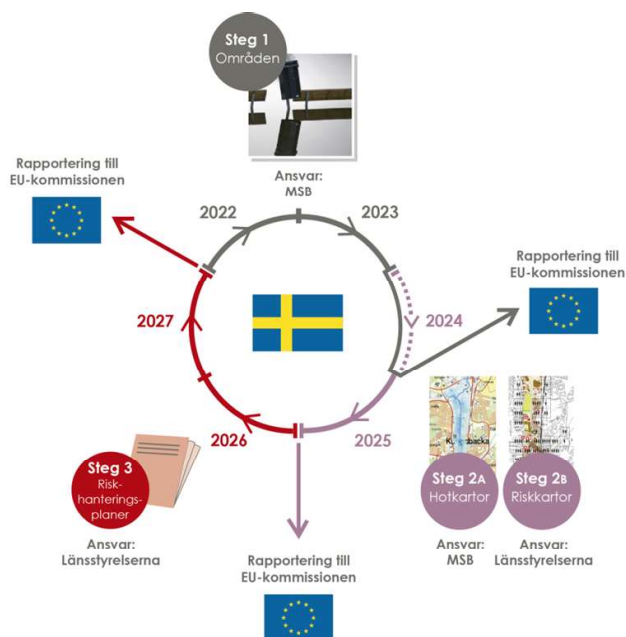 Steg 1
Områden
Ansvar:
MSB
Rapportering till
EU-kommissionen
2022
2023
Rapportering till
EU-kommissionen
2027
2024
2026
2025
Steg 3
Risk-
hanterings-
planer
Ansvar:
Länsstyrelserna
Steg 2A
Hotkartor
Steg 2B
Riskkartor
Ansvar:
MSB
Ansvar:
Länsstyrelserna
Rapportering till
EU-kommissionen